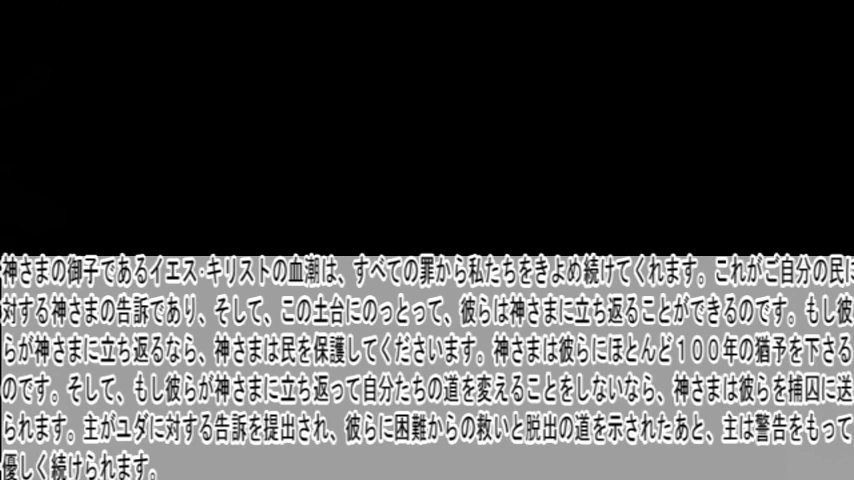 神さまの御子であるイエス・キリストの血潮は、すべての罪から私たちをきよめ続けてくれます。これがご自分の民に
対する神さまの告訴であり、そして、この土台にのっとって、彼らは神さまに立ち返ることができるのです。もし彼
らが神さまに立ち返るなら、神さまは民を保護してくださいます。神さまは彼らにほとんど１００年の猶予を下さる
のです。そして、もし彼らが神さまに立ち返って自分たちの道を変えることをしないなら、神さまは彼らを捕囚に送
られます。主がユダに対する告訴を提出され、彼らに困難からの救いと脱出の道を示されたあと、主は警告をもって
優しく続けられます。